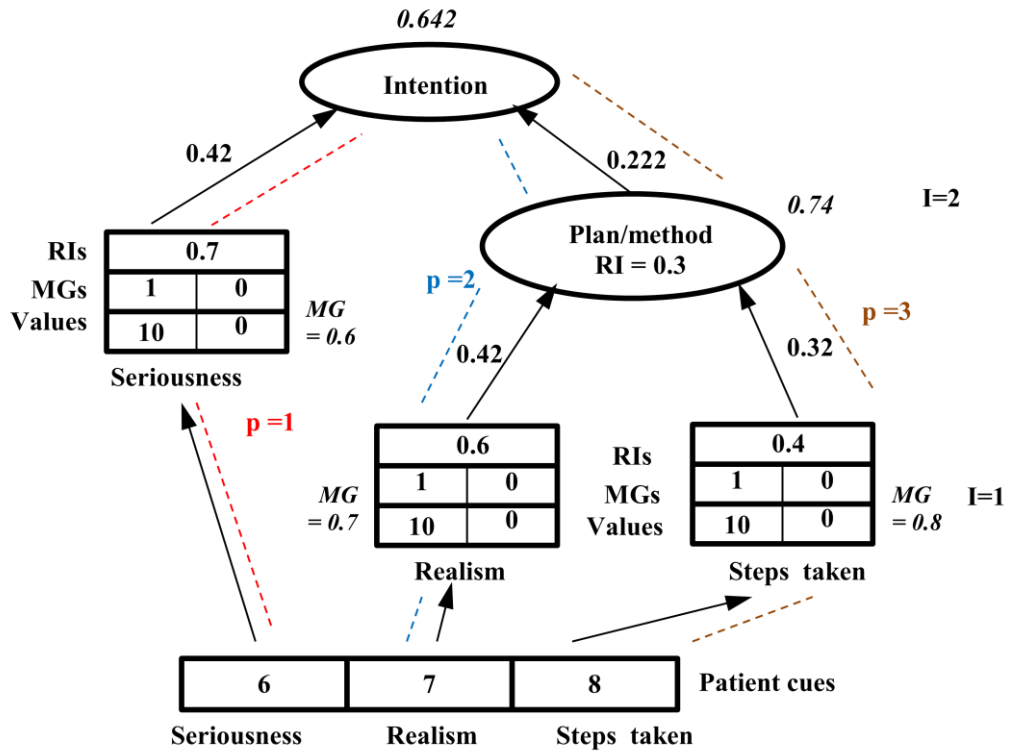 0.642
Intention
0.42
0.222
0.74
I=2
Plan/method
RI = 0.3
RIs
0.7
MGs
1 0
Values
10 0
MG
= 0.6
Seriousness
p =2
p =3
0.42
0.32
p =1
0.6
1 0
10 0
MG
= 0.7
Realism
RIs
0.4
MGs
1 0
Values
10 0
MG
= 0.8
I=1
Steps taken
6 7 8
Patient cues
Seriousness Realism Steps taken